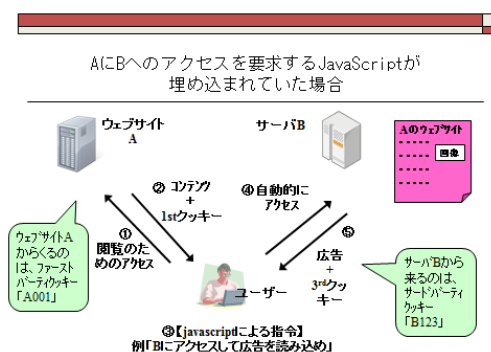 AにBへのアクセスを要求するJavaScriptが
埋め込まれていた場合
ウェブサイト
A
サーバB
Aのウェブサイト
画像
② コンテンツ
+
1stクッキー
④自動的に
アクセス
①
閲覧のた
めのアクセス
⑤
広告
+
3rdクッ
キー
ウェブサイトA
からくるの
は、ファースト
パーティクッキー
「A001」
ユーザー
サーバBから
来るのは、
サードパーティ
クッキー
「B123」
③【javascriptによる指令】
例「Bにアクセスして広告を読み込め」